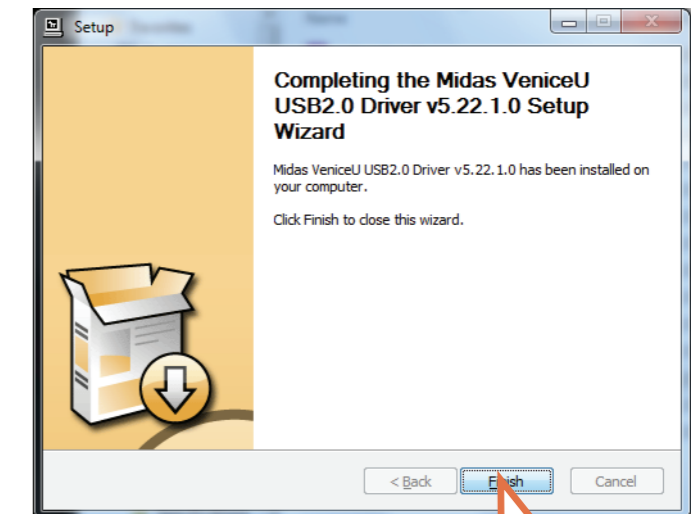 Setup
Completing the Midas VeniceU
USB2.0 Driver v5.22.1.0 Setup
Wizard
Midas VeniceU USB2.0 Driver v5.22.1.0 has been installed on
your computer.
Click Finish to close this wizard.
< Back Finish Cancel